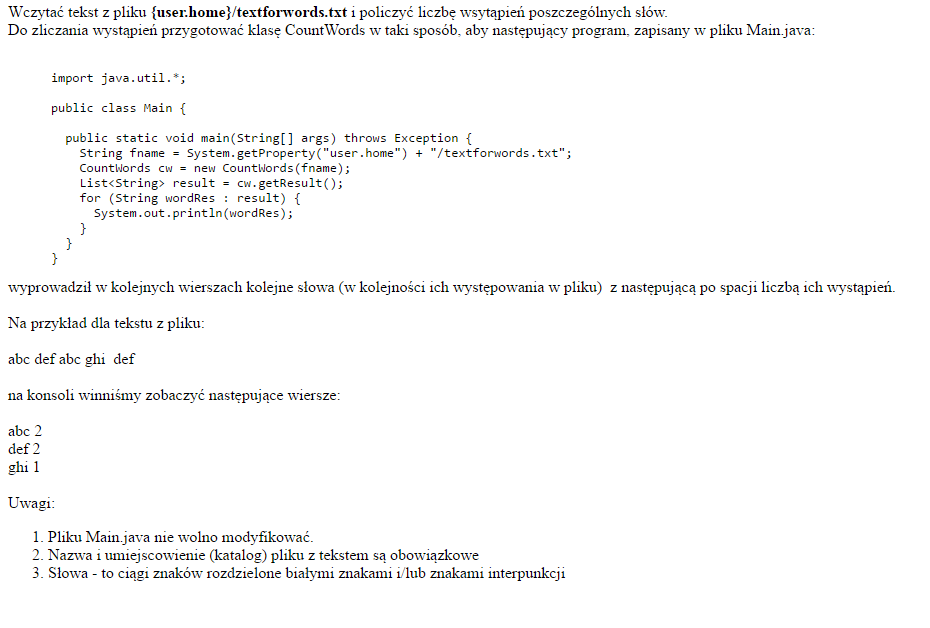 Wczytać tekst z pliku {user.home}/textforwords.txt i policzyć liczbę wsytąpień poszczególnych słów.
Do zliczania wystąpień przygotować klasę CountWords w taki sposób, aby następujący program, zapisany w pliku Main.java:
import java.util.*;
public class Main {
public static void main(String[] args) throws Exception {
String fname = System.getProperty("user.home") + "/textforwords.txt";
CountWords cw = new CountWords(fname);
List<String> result = cw.getResult();
for (String wordRes : result) {
System.out.println(wordRes);
}
}
}
wyprowadził w kolejnych wierszach kolejne słowa (w kolejności ich występowania w pliku)  z następującą po spacji liczbą ich wystąpień.
Na przykład dla tekstu z pliku:
abc def abc ghi  def
na konsoli winniśmy zobaczyć następujące wiersze:
abc 2
def 2
ghi 1
Uwagi:
1. Pliku Main.java nie wolno modyfikować.
2. Nazwa i umiejscowienie (katalog) pliku z tekstem są obowiązkowe
3. Słowa - to ciągi znaków rozdzielone białymi znakami i/lub znakami interpunkcji